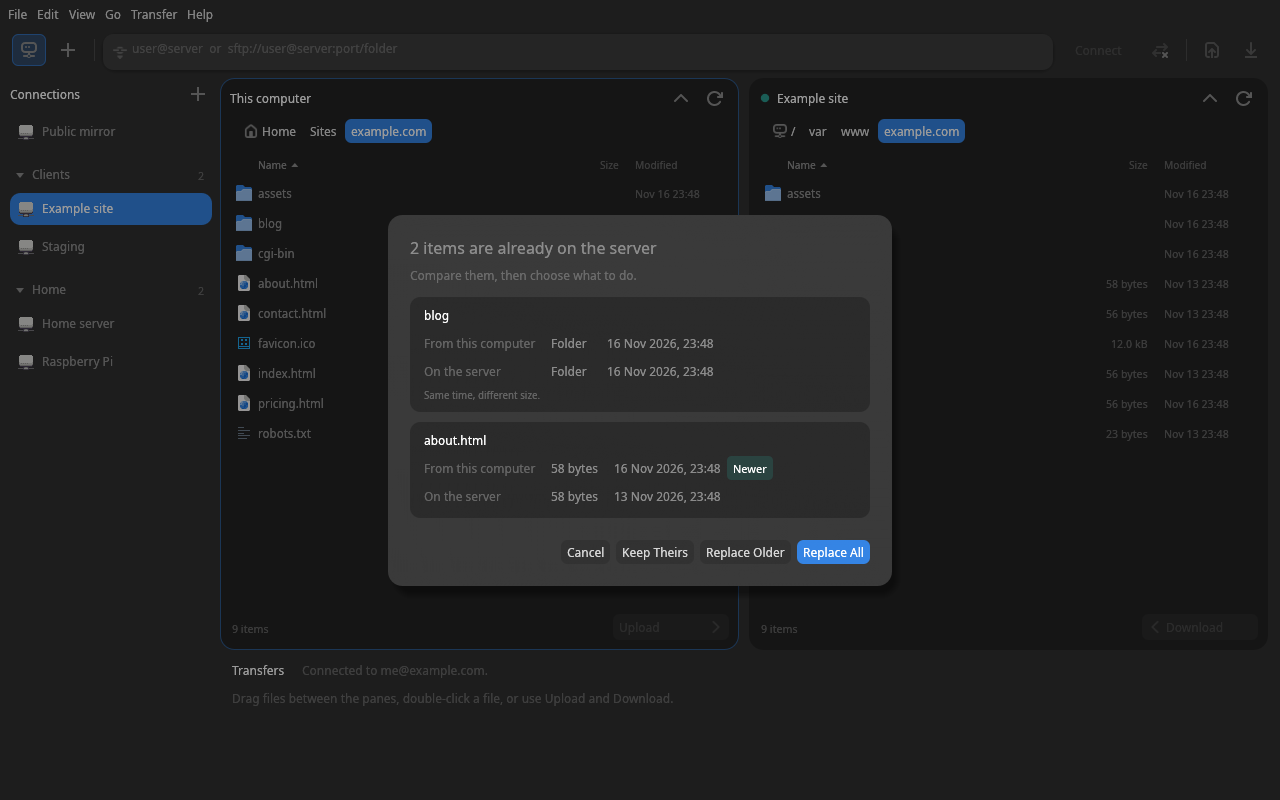 File Edit View Go Transfer Help
user@server or sftp://user@server:port/folder
Connect
Connections
Public mirror
Clients 2
Example site
Staging
Home 2
Home server
Raspberry Pi
This computer
Home Sites example.com
Name Size Modified
assets Nov 16 23:48
blog
cgi-bin
about.html
contact.html
favicon.ico
index.html
pricing.html
robots.txt
9 items
Upload
Example site
/ var www example.com
Name Size Modified
assets Nov 16 23:48
Nov 16 23:48
Nov 16 23:48
58 bytes Nov 13 23:48
56 bytes Nov 13 23:48
12.0 kB Nov 16 23:48
56 bytes Nov 13 23:48
56 bytes Nov 16 23:48
23 bytes Nov 13 23:48
9 items
Download
2 items are already on the server
Compare them, then choose what to do.
blog
From this computer Folder 16 Nov 2026, 23:48
On the server Folder 16 Nov 2026, 23:48
Same time, different size.
about.html
From this computer 58 bytes 16 Nov 2026, 23:48 Newer
On the server 58 bytes 13 Nov 2026, 23:48
Cancel Keep Theirs Replace Older Replace All
Transfers Connected to me@example.com.
Drag files between the panes, double-click a file, or use Upload and Download.